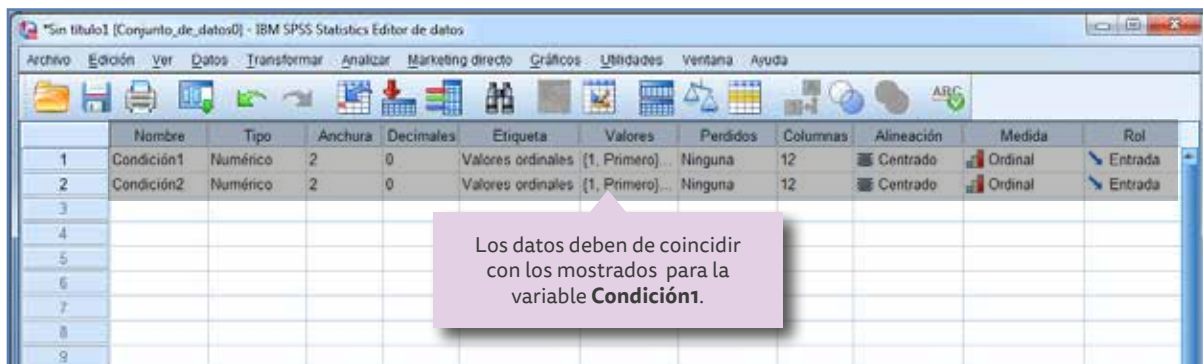 *Sin título1 [Conjunto_de_datos0] - IBM SPSS Statistics Editor de datos
Archivo Edición Ver Datos Transformar Analizar Marketing directo Gráficos Utilidades Ventana Ayuda
ABC
Nombre Tipo Anchura Decimales Etiqueta Valores Perdidos Columnas Alineación Medida Rol
1 Condición1 Numérico 2 0 Valores ordinales {1, Primero}... Ninguna 12 Centrado Ordinal Entrada
2 Condición2 Numérico 2 0 Valores ordinales {1, Primero}... Ninguna 12 Centrado Ordinal Entrada
3
4
5
6
7
8
9
Los datos deben de coincidir
con los mostrados para la
variable Condición1.